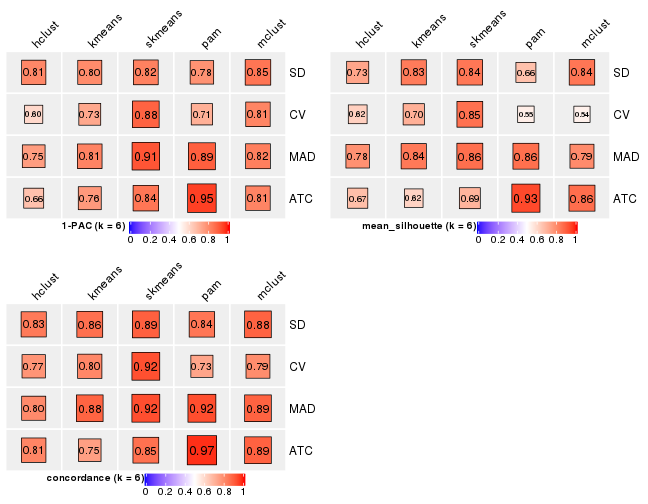 hclust kmeans skmeans pam mclust
0.81 0.80 0.82 0.78 0.85 SD
0.60 0.73 0.88 0.71 0.81 CV
0.75 0.81 0.91 0.89 0.82 MAD
0.66 0.76 0.84 0.95 0.81 ATC
1-PAC (k = 6)
0 0.2 0.4 0.6 0.8 1
hclust kmeans skmeans pam mclust
0.73 0.83 0.84 0.66 0.84 SD
0.62 0.70 0.85 0.55 0.54 CV
0.78 0.84 0.86 0.86 0.79 MAD
0.67 0.62 0.69 0.93 0.86 ATC
mean_silhouette (k = 6)
0 0.2 0.4 0.6 0.8 1
hclust kmeans skmeans pam mclust
0.83 0.86 0.89 0.84 0.88 SD
0.77 0.80 0.92 0.73 0.79 CV
0.80 0.88 0.92 0.92 0.89 MAD
0.81 0.75 0.85 0.97 0.89 ATC
concordance (k = 6)
0 0.2 0.4 0.6 0.8 1